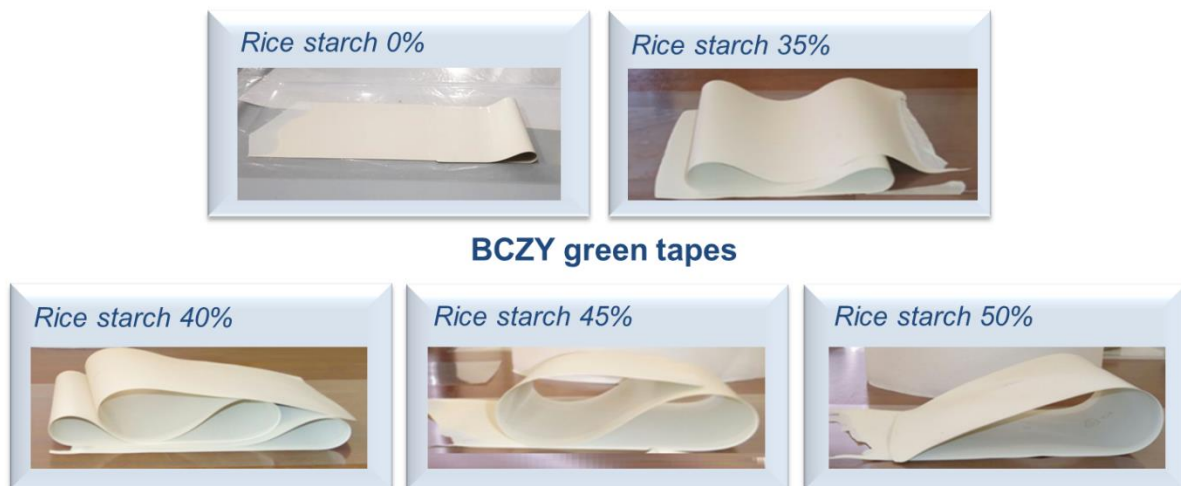 Rice starch 0%
Rice starch 35%
BCZY green tapes
Rice starch 40%
Rice starch 45%
Rice starch 50%